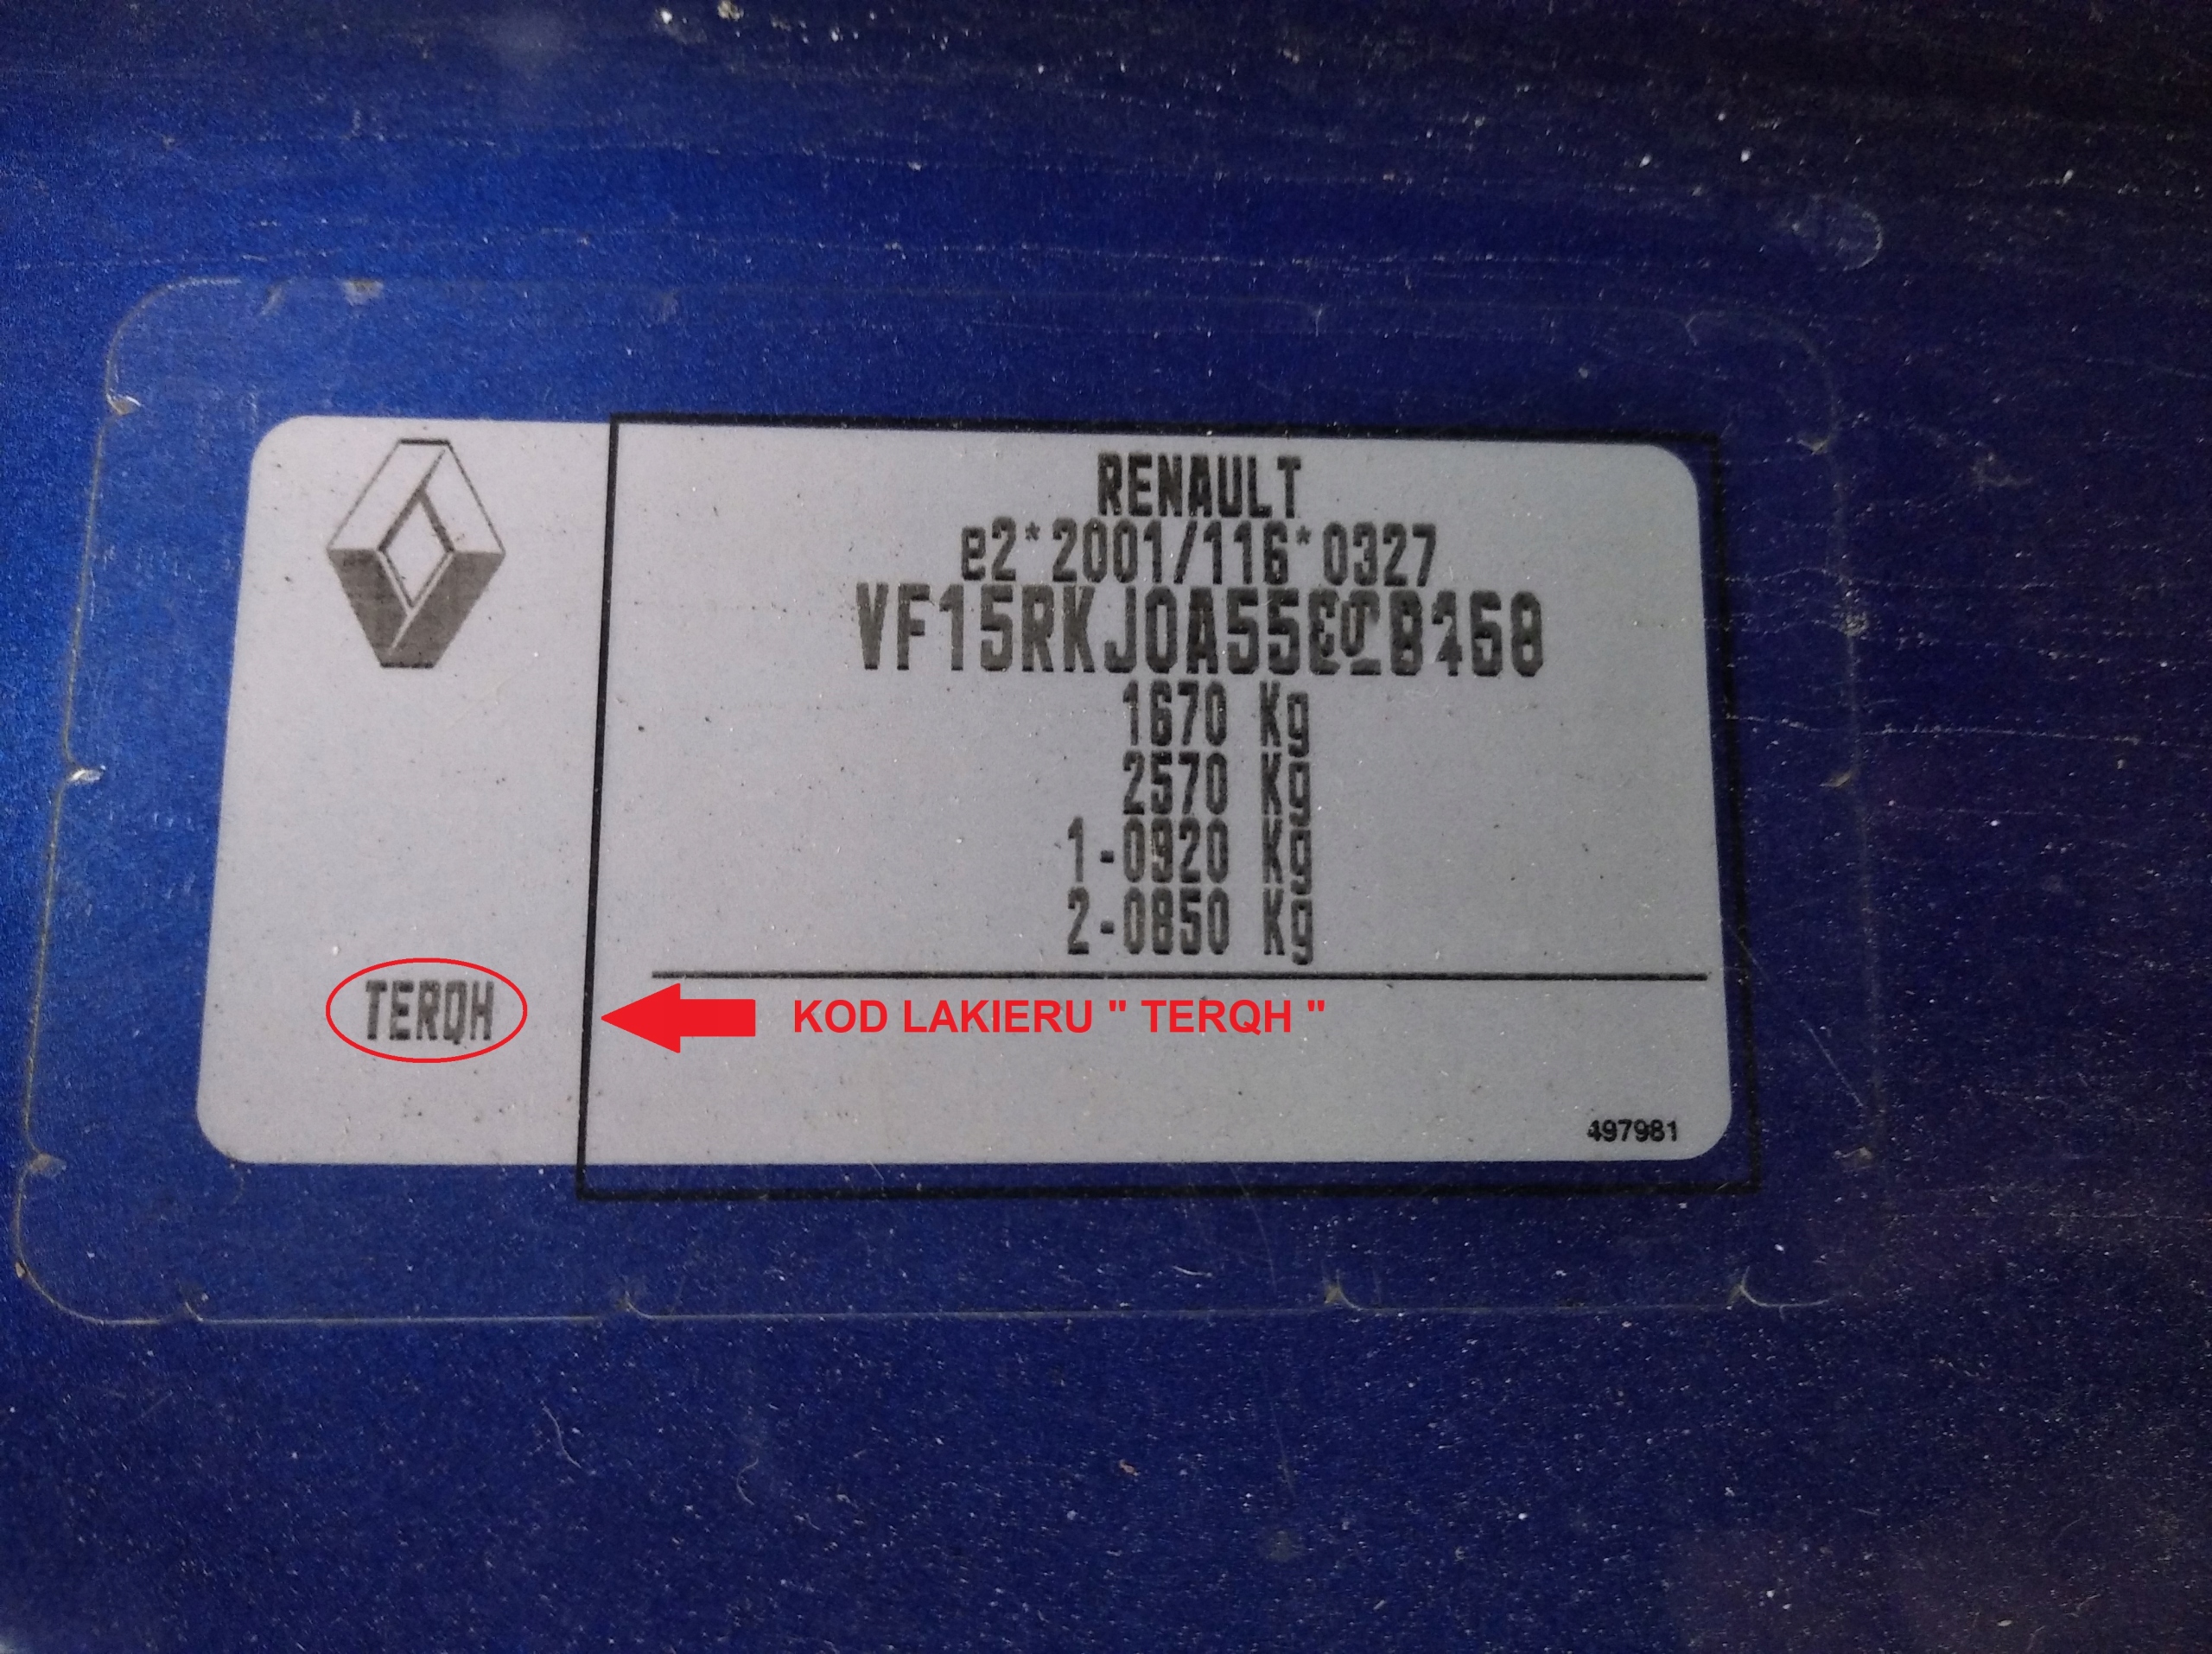 RENAULT
e2*2001/116*0327
1670 Kg
2570 Kg
1-0920 Kg
2-0850 Kg
TERQH
KOD LAKIERU " TERQH "
497981